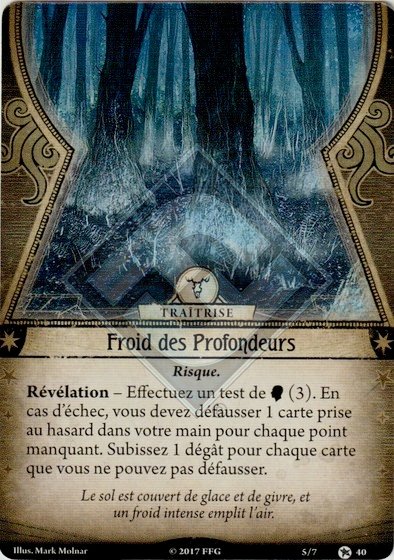 TRAÎTRISE
Froid des Profondeurs
Risque.
Révélation – Effectuez un test de (3). En
cas d'échec, vous devez défausser 1 carte prise
au hasard dans votre main pour chaque point
manquant. Subissez 1 dégât pour chaque carte
que vous ne pouvez pas défausser.
Le sol est couvert de glace et de givre, et
un froid intense emplit l'air.
Illus. Mark Molnar
© 2017 FFG
5/7
40